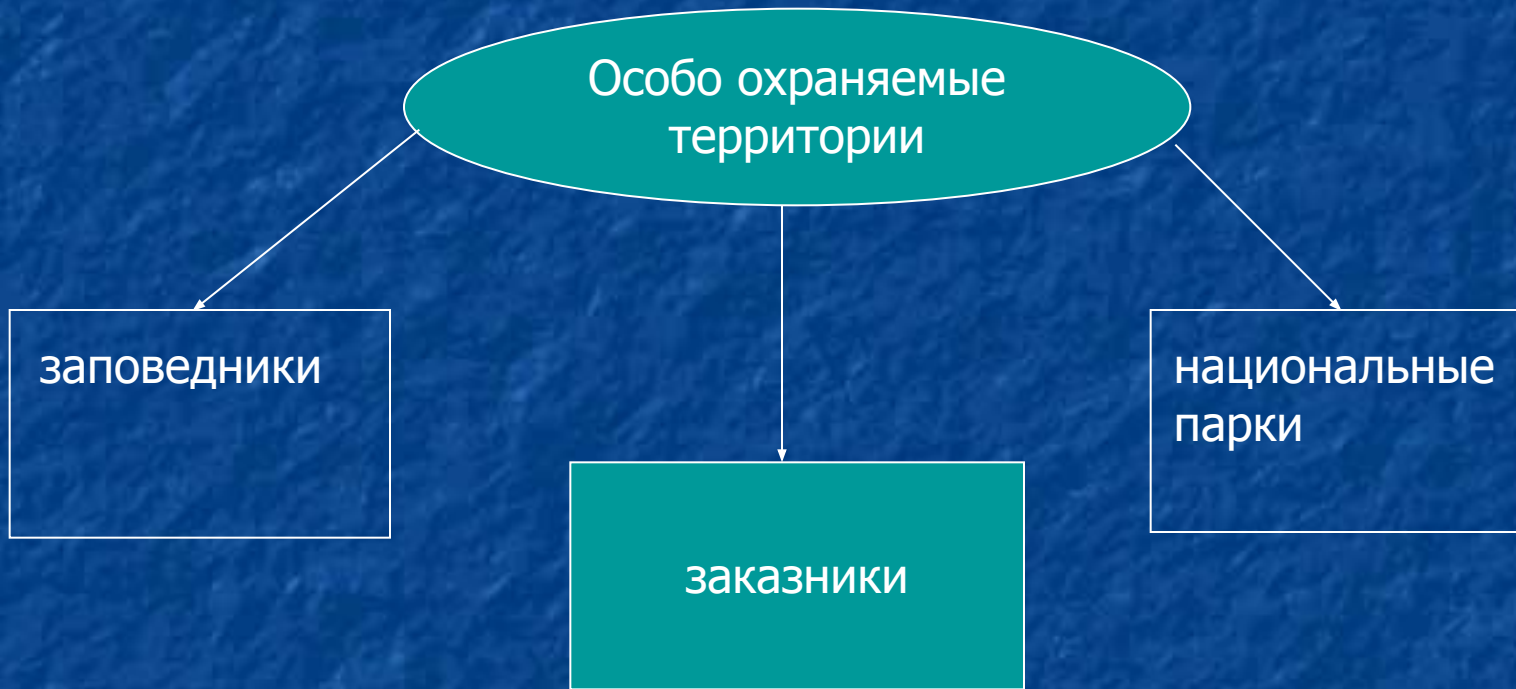 Особо охраняемые
территории
заповедники
национальные
парки
заказники